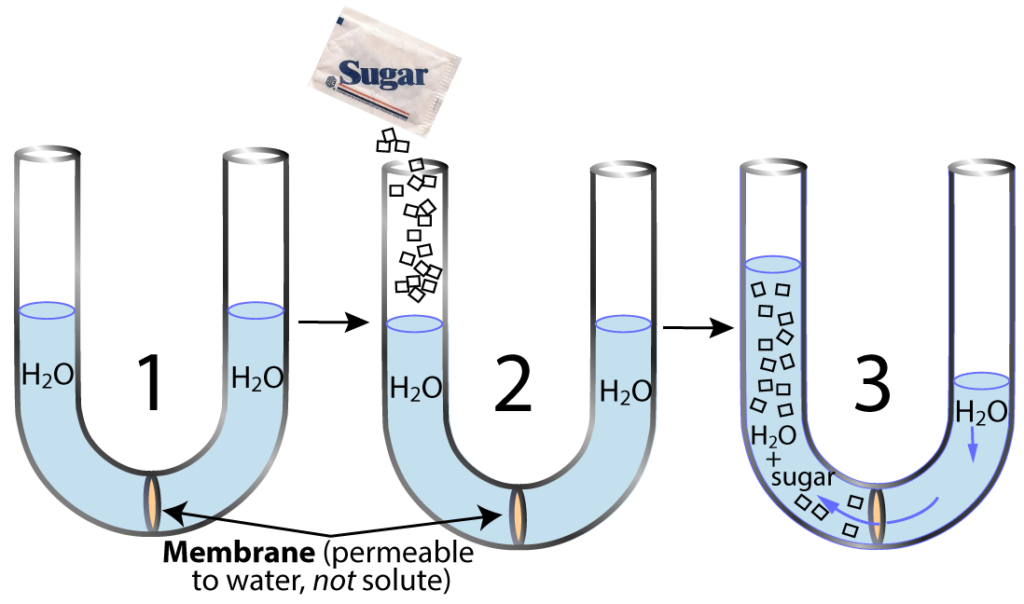 Sugar
H₂O
H₂O
1
H₂O
H₂O
2
H₂O
+
sugar
H₂O
3
Membrane (permeable
to water, not solute)